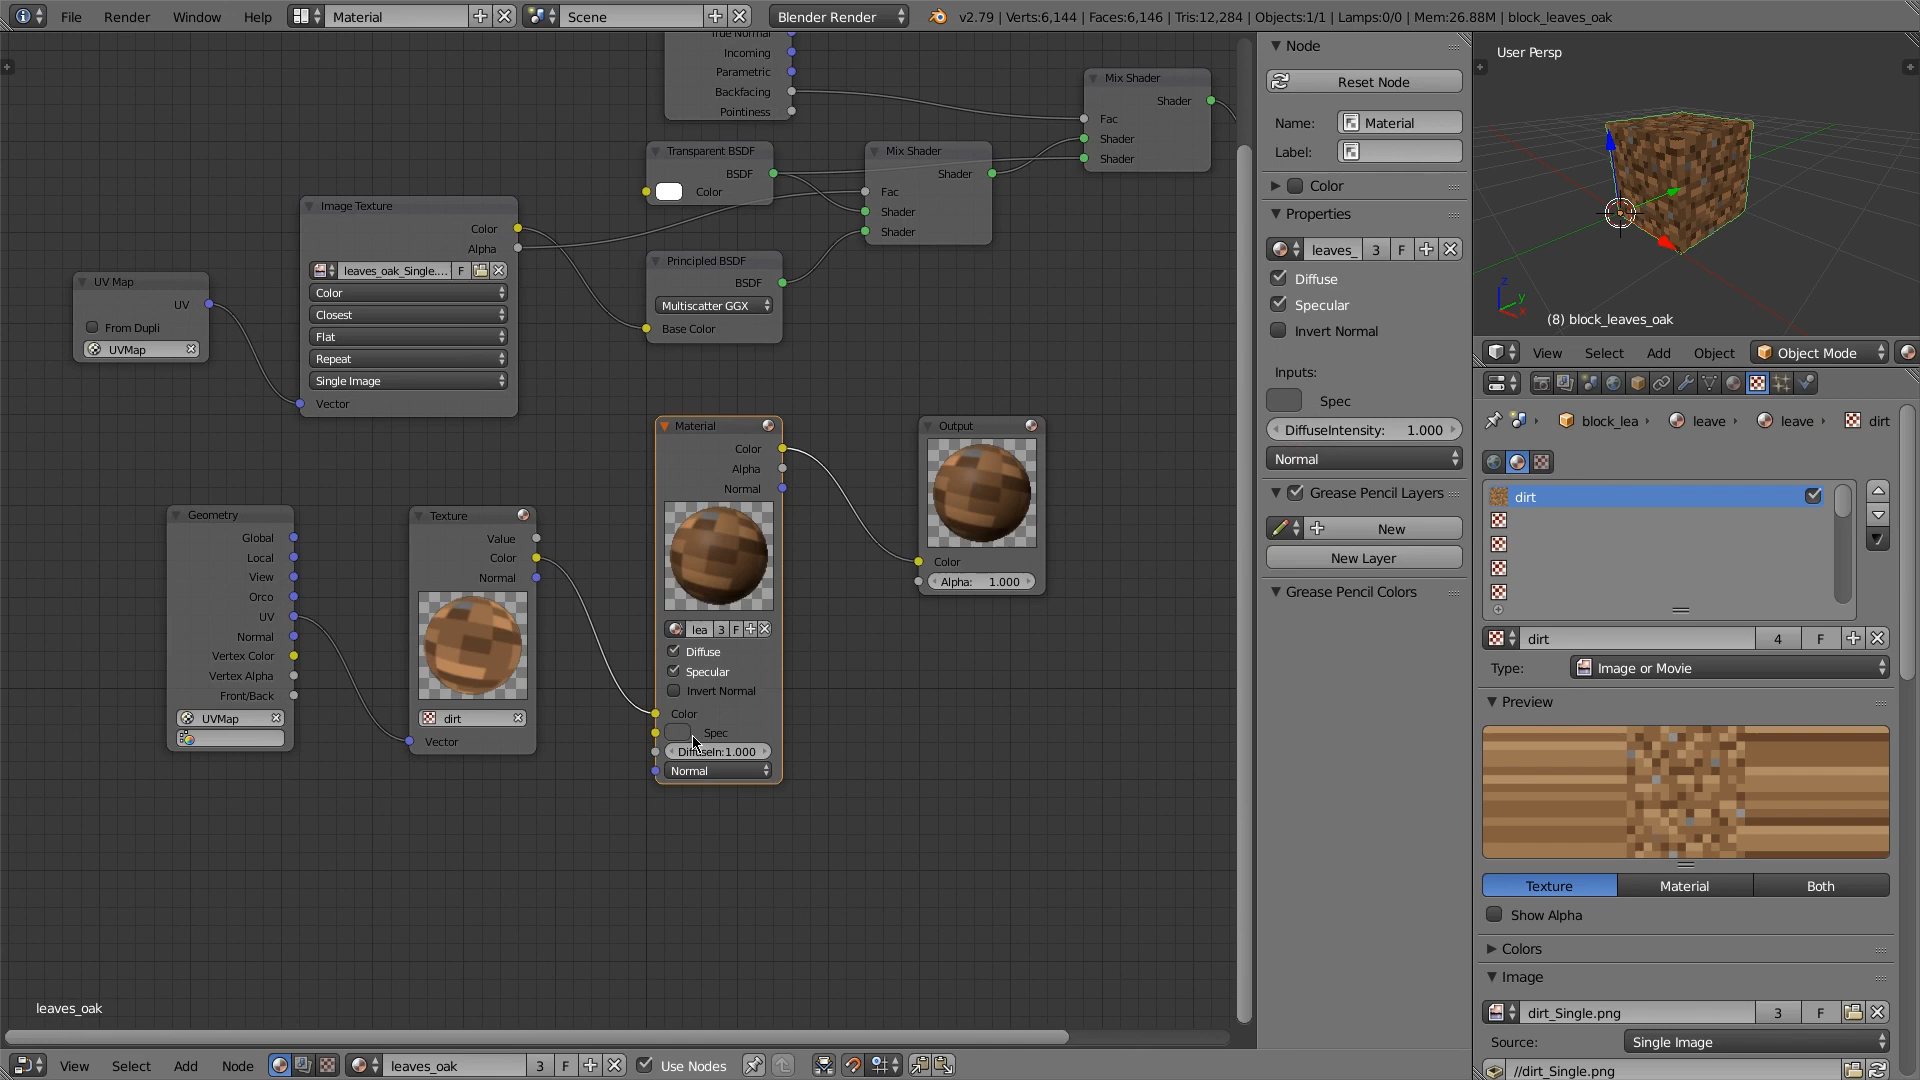 File
Render
Window
Help
Material
Scene
Blender Render
v2.79 | Verts:6,144 | Faces:6,146 | Tris:12,284 | Objects:1/1 | Lamps:0/0 | Mem:26.88M | block_leaves_oak
True Normal
Incoming
Parametric
Backfacing
Pointiness
Mix Shader
Shader
Fac
Shader
Shader
Transparent BSDF
BSDF
Color
Mix Shader
Shader
Fac
Shader
Shader
Image Texture
Color
Alpha
leaves_oak_Single....
F
Color
Closest
Flat
Repeat
Single Image
Vector
UV Map
UV
From Dupli
UVMap
Principled BSDF
BSDF
Multiscatter GGX
Base Color
Geometry
Global
Local
View
Orco
UV
Normal
Vertex Color
Vertex Alpha
Front/Back
UVMap
Texture
Value
Color
Normal
dirt
Vector
Material
Color
Alpha
Normal
lea
3
F
Diffuse
Specular
Invert Normal
Color
Spec
DiffuseIn:1.000
Normal
Output
Color
Alpha: 1.000
leaves_oak
View
Select
Add
Node
leaves_oak
3
F
Use Nodes
Node
Reset Node
Name:
Material
Label:
Color
Properties
leaves_
3
F
Diffuse
Specular
Invert Normal
Inputs:
Spec
DiffuseIntensity: 1.000
Normal
Grease Pencil Layers
New
New Layer
Grease Pencil Colors
User Persp
z
y
x
(8) block_leaves_oak
View
Select
Add
Object
Object Mode
block_lea
leave
leave
dirt
dirt
dirt
4
F
Type:
Image or Movie
Preview
Texture
Material
Both
Show Alpha
Colors
Image
dirt_Single.png
3
F
Source:
Single Image
//dirt_Single.png